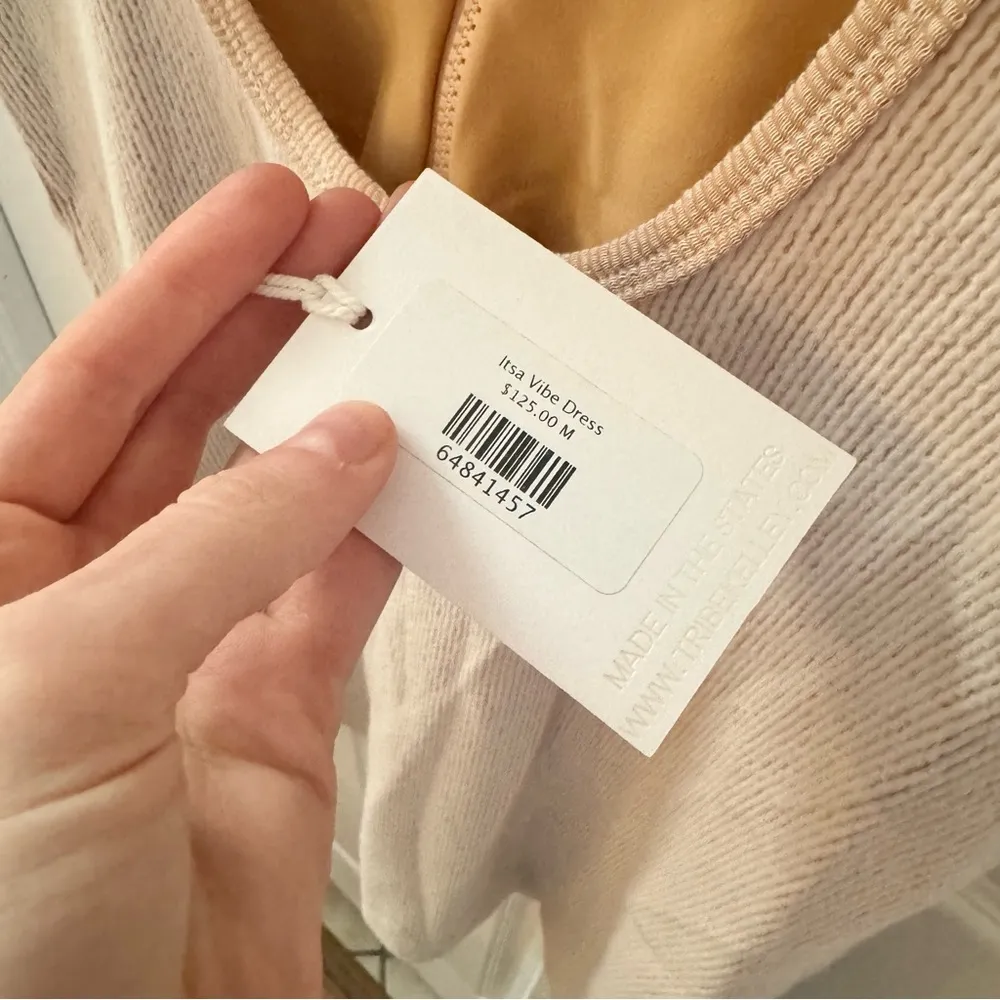 Itsa Vibe Dress
$125.00 M
64841457
MADE IN THE STATES
WWW.TRIBEKELLEY.COM